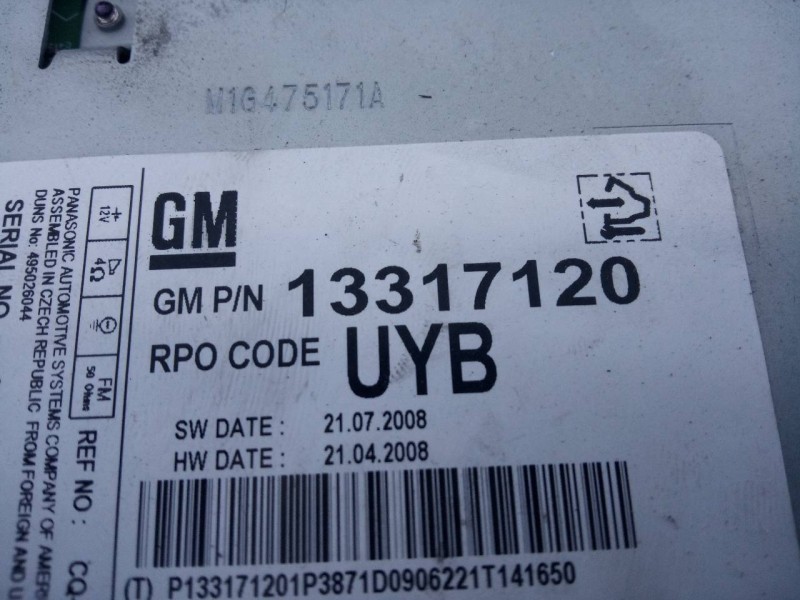 M1G475171A
GM
GM P/N 13317120
RPO CODE UYB
SW DATE : 21.07.2008
HW DATE : 21.04.2008
(T) P133171201P3871D0906221T141650
12V
4Ω
FM
50 Ohms
REF NO : CQ-
PANASONIC AUTOMOTIVE SYSTEMS COMPANY OF AMERI
ASSEMBLED IN CZECH REPUBLIC FROM FOREIGN AND U
DUNS No: 495026044
SERIAL NO